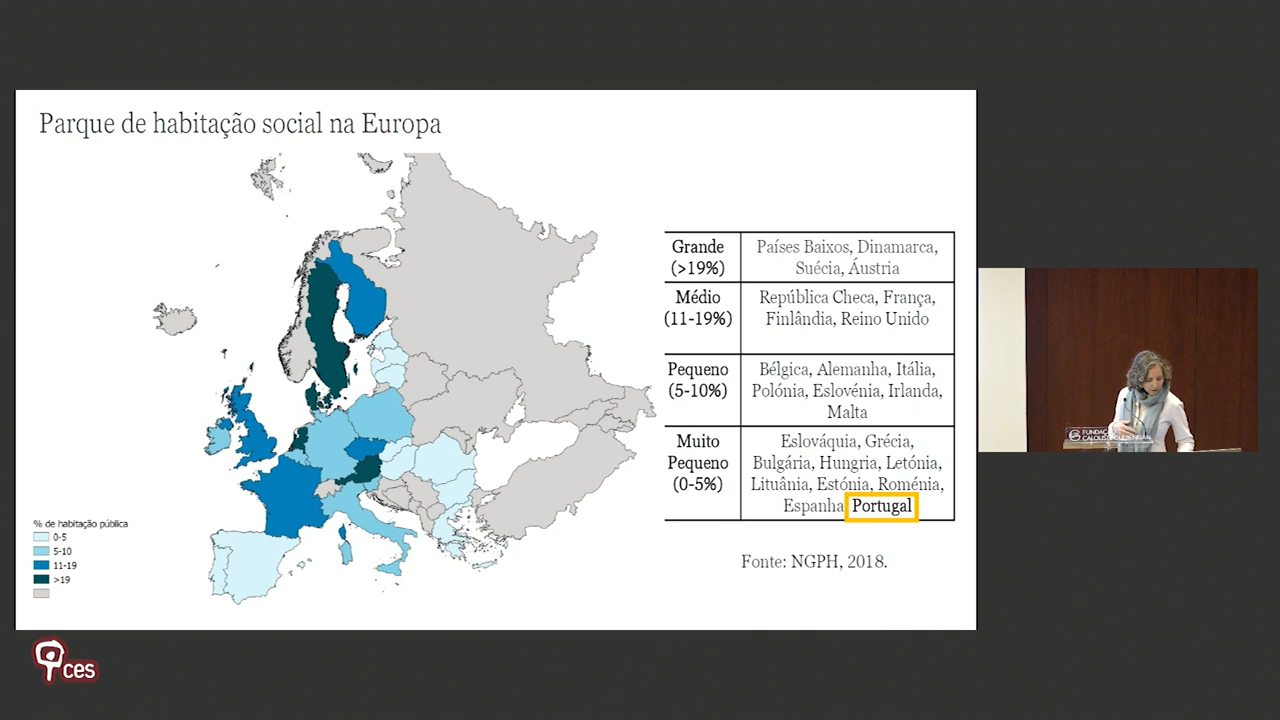 Parque de habitação social na Europa
Grande
(>19%)
Países Baixos, Dinamarca,
Suécia, Áustria
Médio
(11-19%)
República Checa, França,
Finlândia, Reino Unido
Pequeno
(5-10%)
Bélgica, Alemanha, Itália,
Polónia, Eslovénia, Irlanda,
Malta
Muito
Pequeno
(0-5%)
Eslováquia, Grécia,
Bulgária, Hungria, Letónia,
Lituânia, Estónia, Roménia,
Espanha Portugal
% de habitação pública
0-5
5-10
11-19
>19
Fonte: NGPH, 2018.
ces